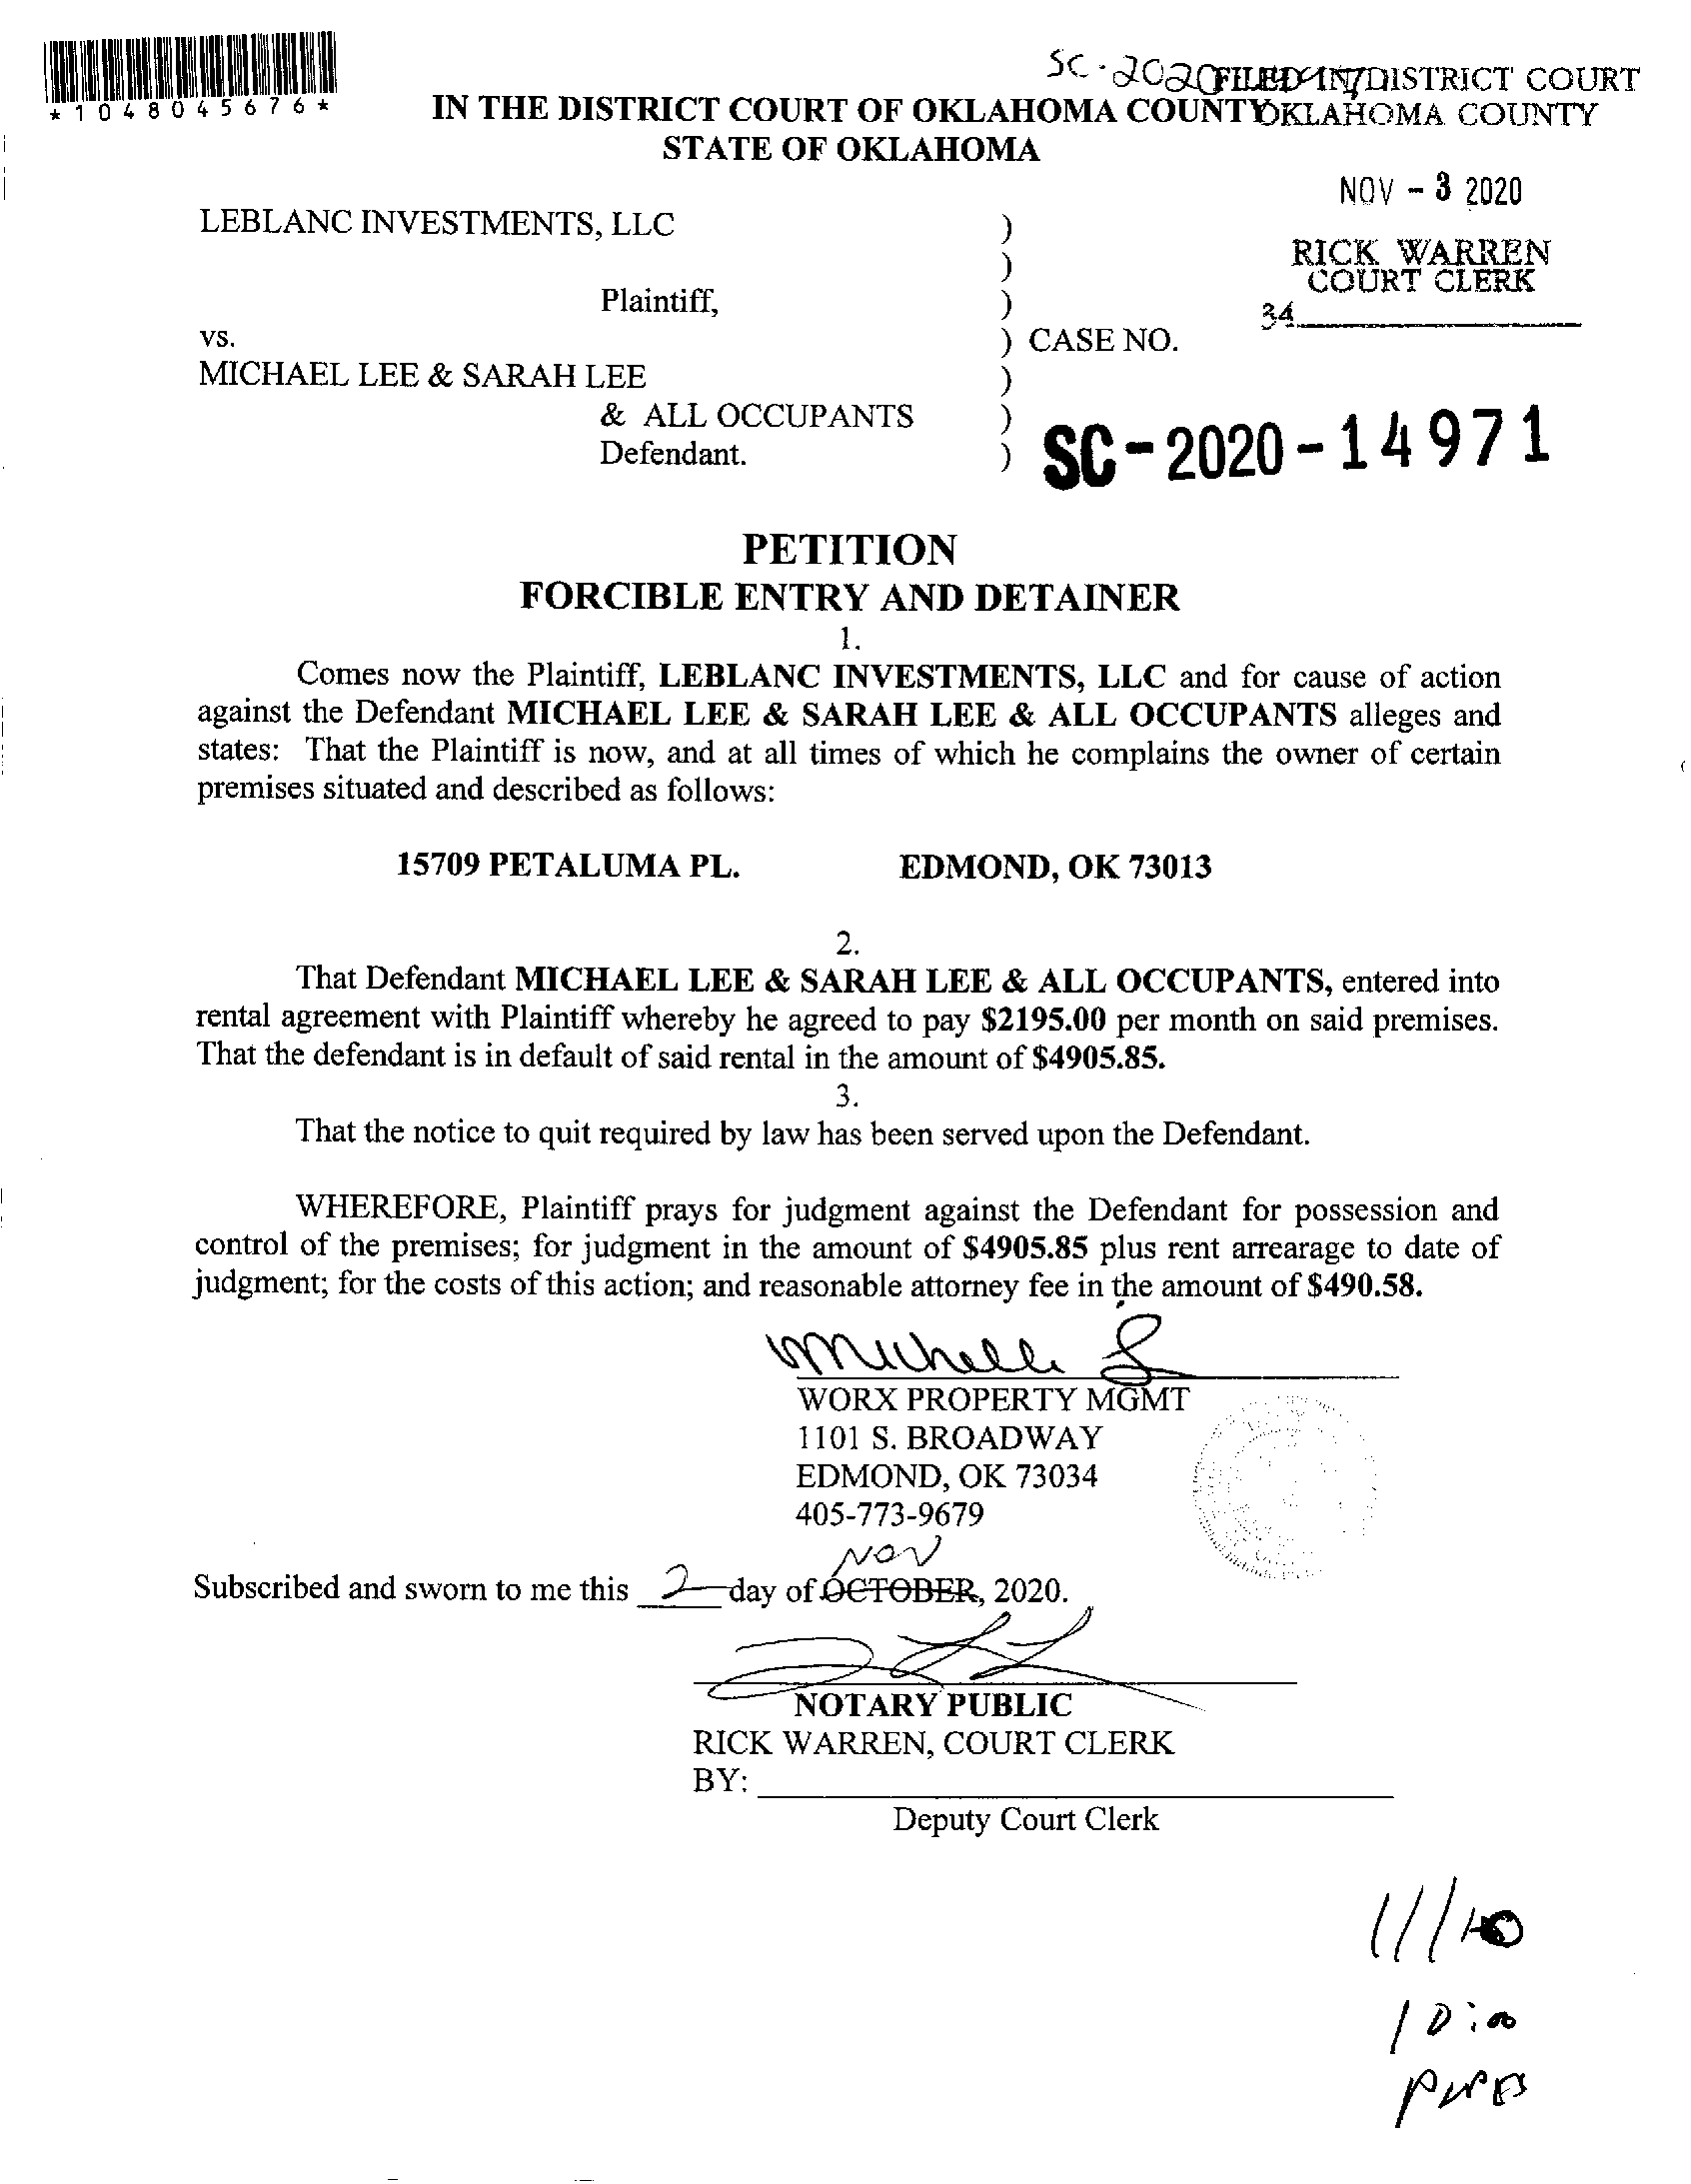 *1048045676*
SC-2020
FILED IN DISTRICT COURT
OKLAHOMA COUNTY
IN THE DISTRICT COURT OF OKLAHOMA COUNTY
STATE OF OKLAHOMA
NOV - 3 2020
RICK WARREN
COURT CLERK
34
LEBLANC INVESTMENTS, LLC )
)
Plaintiff, )
vs. ) CASE NO.
MICHAEL LEE & SARAH LEE )
& ALL OCCUPANTS )
Defendant. ) SC-2020-14971
PETITION
FORCIBLE ENTRY AND DETAINER
1.
Comes now the Plaintiff, LEBLANC INVESTMENTS, LLC and for cause of action
against the Defendant MICHAEL LEE & SARAH LEE & ALL OCCUPANTS alleges and
states: That the Plaintiff is now, and at all times of which he complains the owner of certain
premises situated and described as follows:
15709 PETALUMA PL. EDMOND, OK 73013
2.
That Defendant MICHAEL LEE & SARAH LEE & ALL OCCUPANTS, entered into
rental agreement with Plaintiff whereby he agreed to pay $2195.00 per month on said premises.
That the defendant is in default of said rental in the amount of $4905.85.
3.
That the notice to quit required by law has been served upon the Defendant.
WHEREFORE, Plaintiff prays for judgment against the Defendant for possession and
control of the premises; for judgment in the amount of $4905.85 plus rent arrearage to date of
judgment; for the costs of this action; and reasonable attorney fee in the amount of $490.58.
Michelle
WORX PROPERTY MGMT
1101 S. BROADWAY
EDMOND, OK 73034
405-773-9679
NOV
Subscribed and sworn to me this 2 day of OCTOBER, 2020.
NOTARY PUBLIC
RICK WARREN, COURT CLERK
BY:
Deputy Court Clerk
11/10
10:00